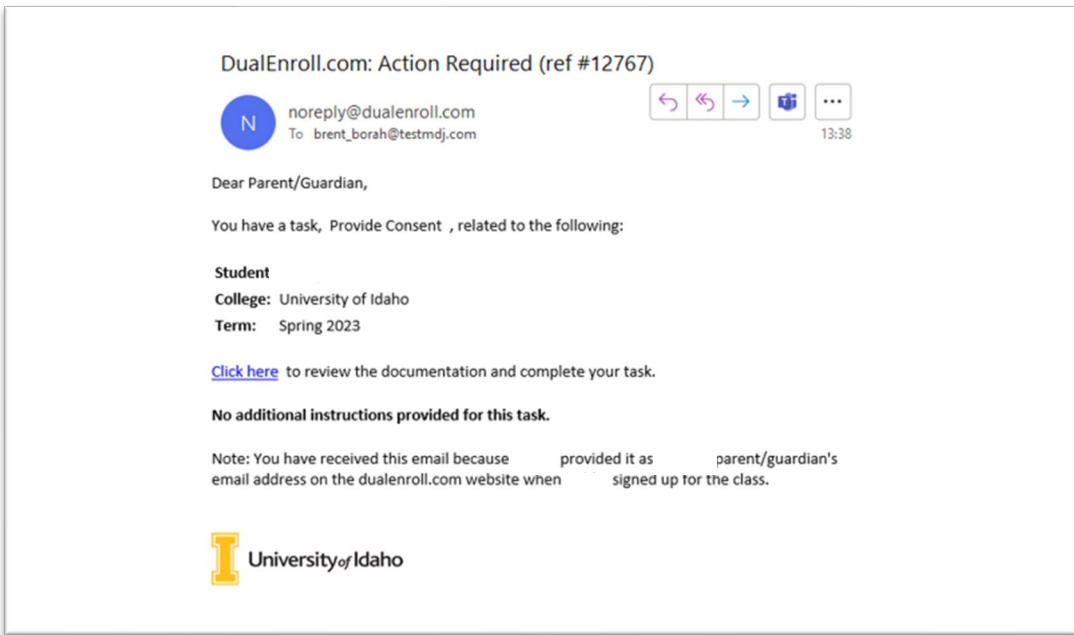 DualEnroll.com: Action Required (ref #12767)
N
noreply@dualenroll.com
To brent_borah@testmdj.com
13:38
Dear Parent/Guardian,
You have a task, Provide Consent , related to the following:
Student
College: University of Idaho
Term: Spring 2023
Click here to review the documentation and complete your task.
No additional instructions provided for this task.
Note: You have received this email because provided it as parent/guardian's
email address on the dualenroll.com website when signed up for the class.
I
University of Idaho